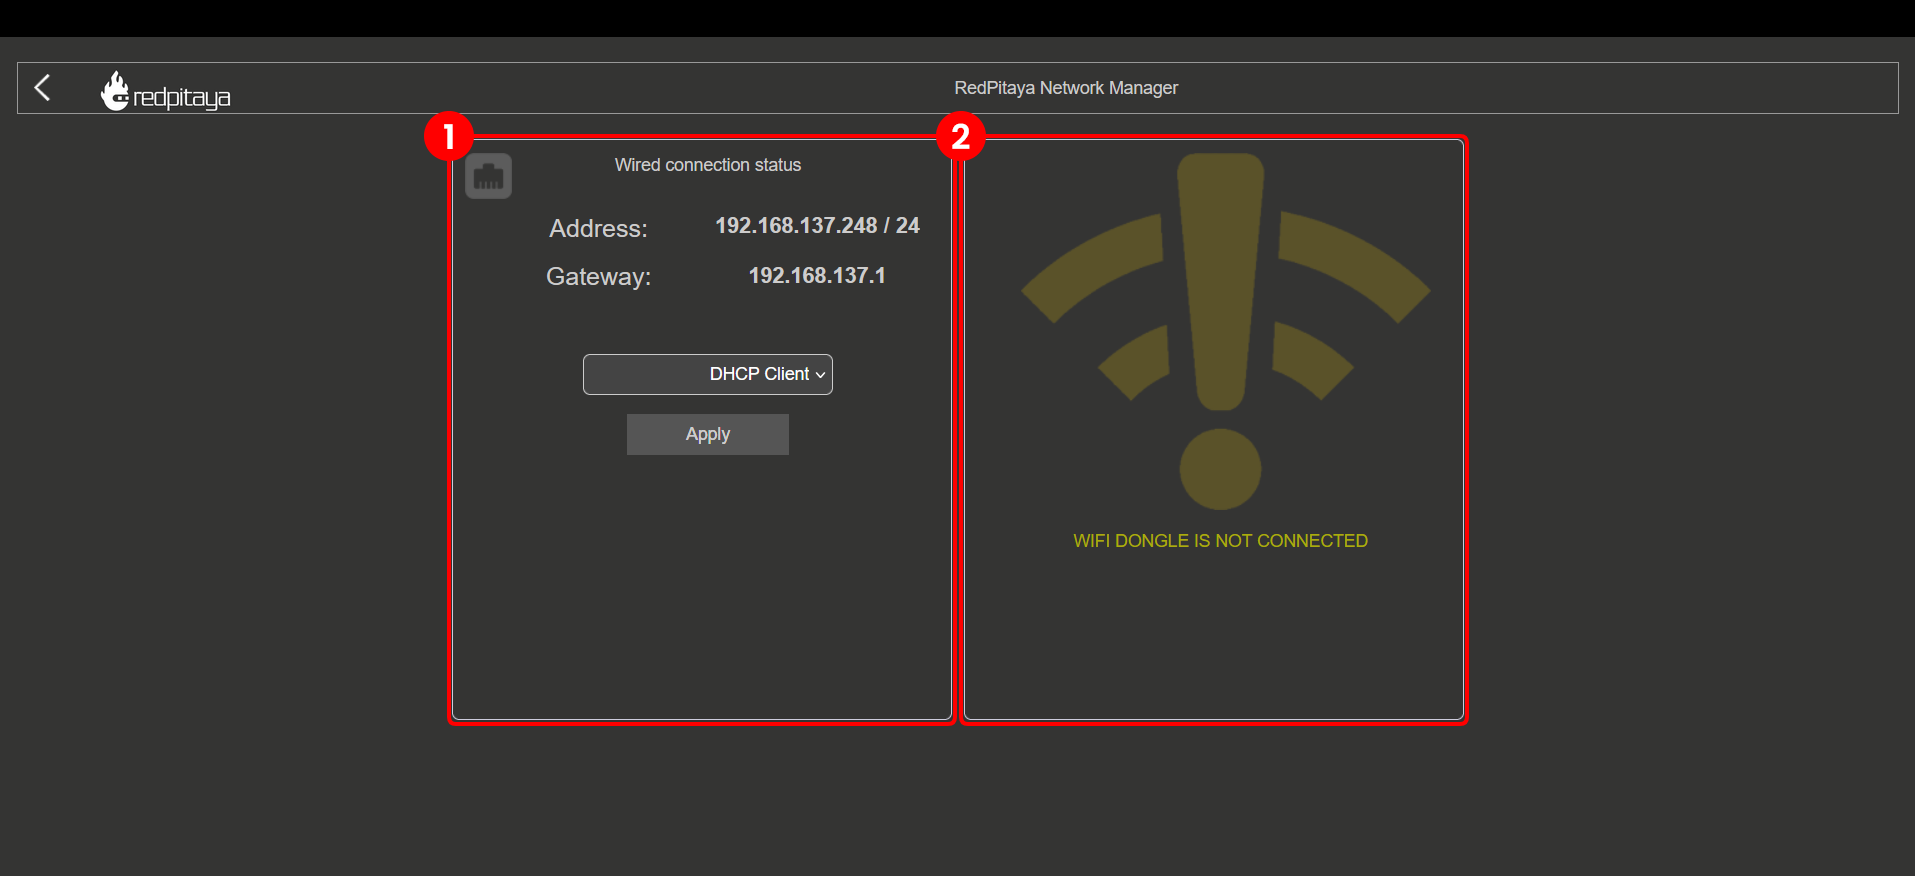 redpitaya
RedPitaya Network Manager
1
2
Wired connection status
Address: 192.168.137.248 / 24
Gateway: 192.168.137.1
DHCP Client
Apply
WIFI DONGLE IS NOT CONNECTED